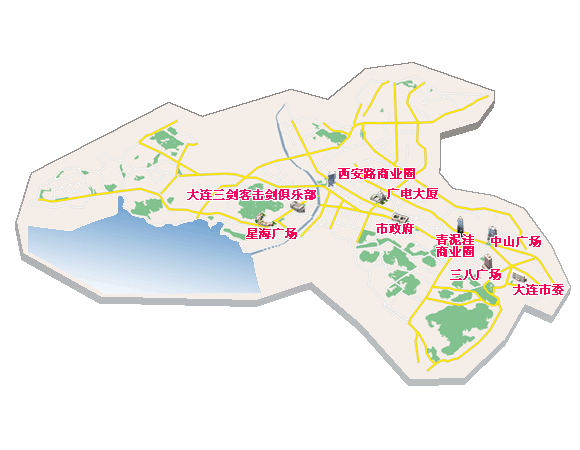 西安路商业圈
大连三剑客击剑俱乐部
广电大厦
星海广场
市政府
青泥洼
商业圈
中山广场
三八广场
大连市委